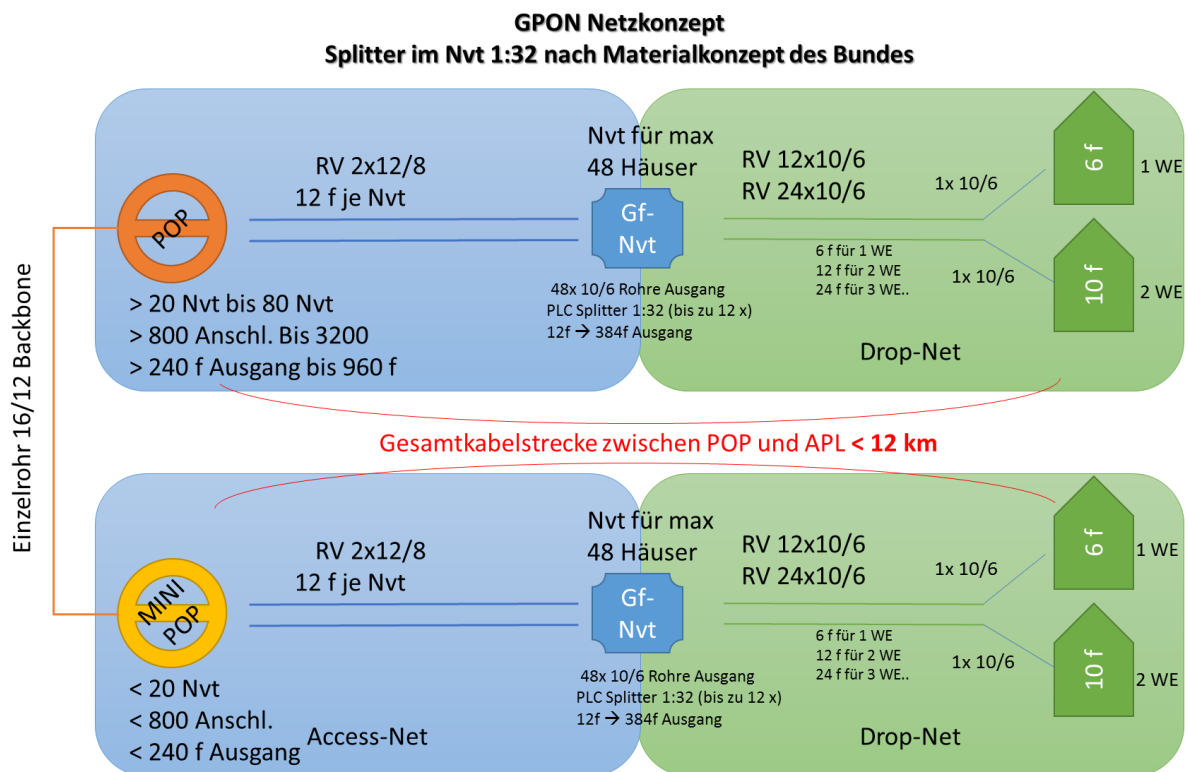 GPON Netzkonzept
Splitter im Nvt 1:32 nach Materialkonzept des Bundes
Einzelrohr 16/12 Backbone
POP
RV 2x12/8
12 f je Nvt
> 20 Nvt bis 80 Nvt
> 800 Anschl. Bis 3200
> 240 f Ausgang bis 960 f
Nvt für max
48 Häuser
Gf-
Nvt
48x 10/6 Rohre Ausgang
PLC Splitter 1:32 (bis zu 12 x)
12f → 384f Ausgang
RV 12x10/6
RV 24x10/6
6 f für 1 WE
12 f für 2 WE
24 f für 3 WE..
1x 10/6
1x 10/6
6 f
1 WE
10 f
2 WE
Drop-Net
Gesamtkabelstrecke zwischen POP und APL < 12 km
MINI
POP
RV 2x12/8
12 f je Nvt
< 20 Nvt
< 800 Anschl.
< 240 f Ausgang
Access-Net
Nvt für max
48 Häuser
Gf-
Nvt
48x 10/6 Rohre Ausgang
PLC Splitter 1:32 (bis zu 12 x)
12f → 384f Ausgang
RV 12x10/6
RV 24x10/6
6 f für 1 WE
12 f für 2 WE
24 f für 3 WE..
1x 10/6
1x 10/6
6 f
1 WE
10 f
2 WE
Drop-Net